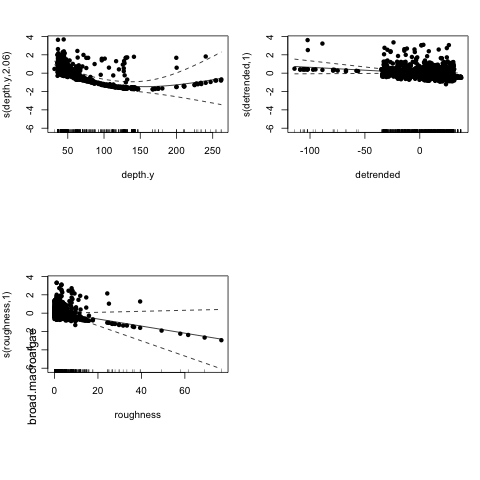 s(depth.y,2.06)
4
2
0
-2
-4
-6
50 100 150 200 250
depth.y
s(detrended,1)
4
2
0
-2
-4
-6
-100 -50 0
detrended
s(roughness,1)
4
2
0
-2
-4
-6
0 20 40 60
roughness
broad.macroalgae